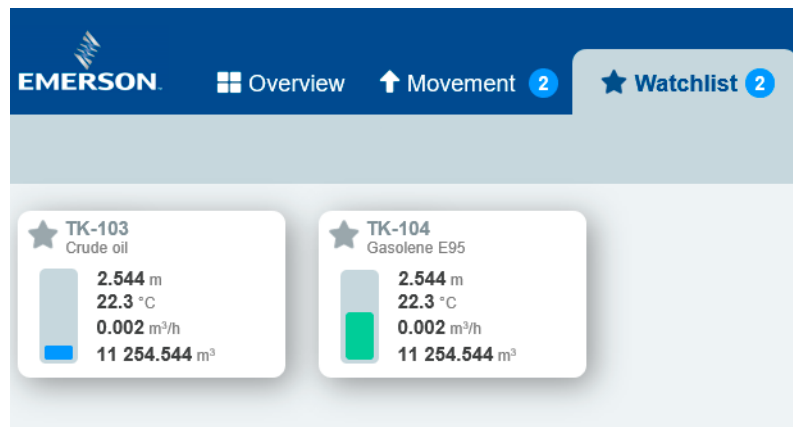 EMERSON.
Overview
Movement 2
Watchlist 2
TK-103
Crude oil
2.544 m
22.3 °C
0.002 m³/h
11 254.544 m³
TK-104
Gasolene E95
2.544 m
22.3 °C
0.002 m³/h
11 254.544 m³